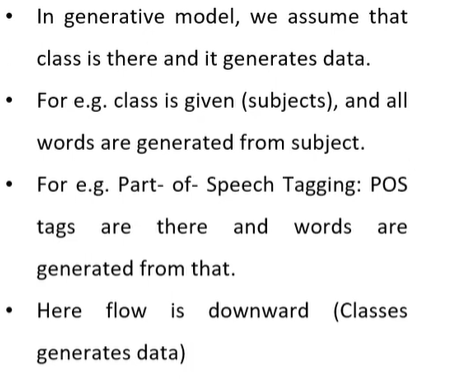 • In generative model, we assume that
class is there and it generates data.
• For e.g. class is given (subjects), and all
words are generated from subject.
• For e.g. Part- of- Speech Tagging: POS
tags are there and words are
generated from that.
• Here flow is downward (Classes
generates data)